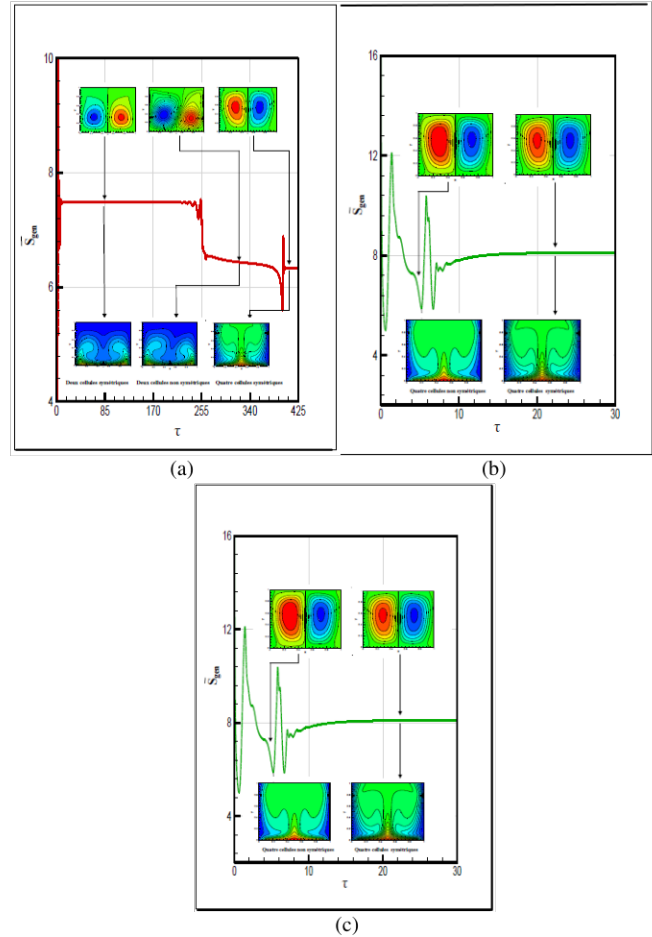 10
8
6
4
0
85
170
255
340
425
S̄gen
τ
Deux cellules symétriques
Deux cellules non symétriques
Quatre cellules symétriques
(a)
16
12
8
4
0
10
20
30
S̄gen
τ
Quatre cellules non symétriques
Quatre cellules symétriques
(b)
16
12
8
4
0
10
20
30
S̄gen
τ
Quatre cellules non symétriques
Quatre cellules symétriques
(c)